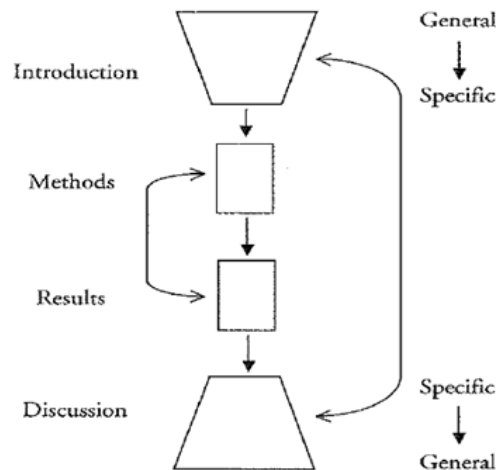 General
Introduction
Specific
Methods
Results
Specific
Discussion
General